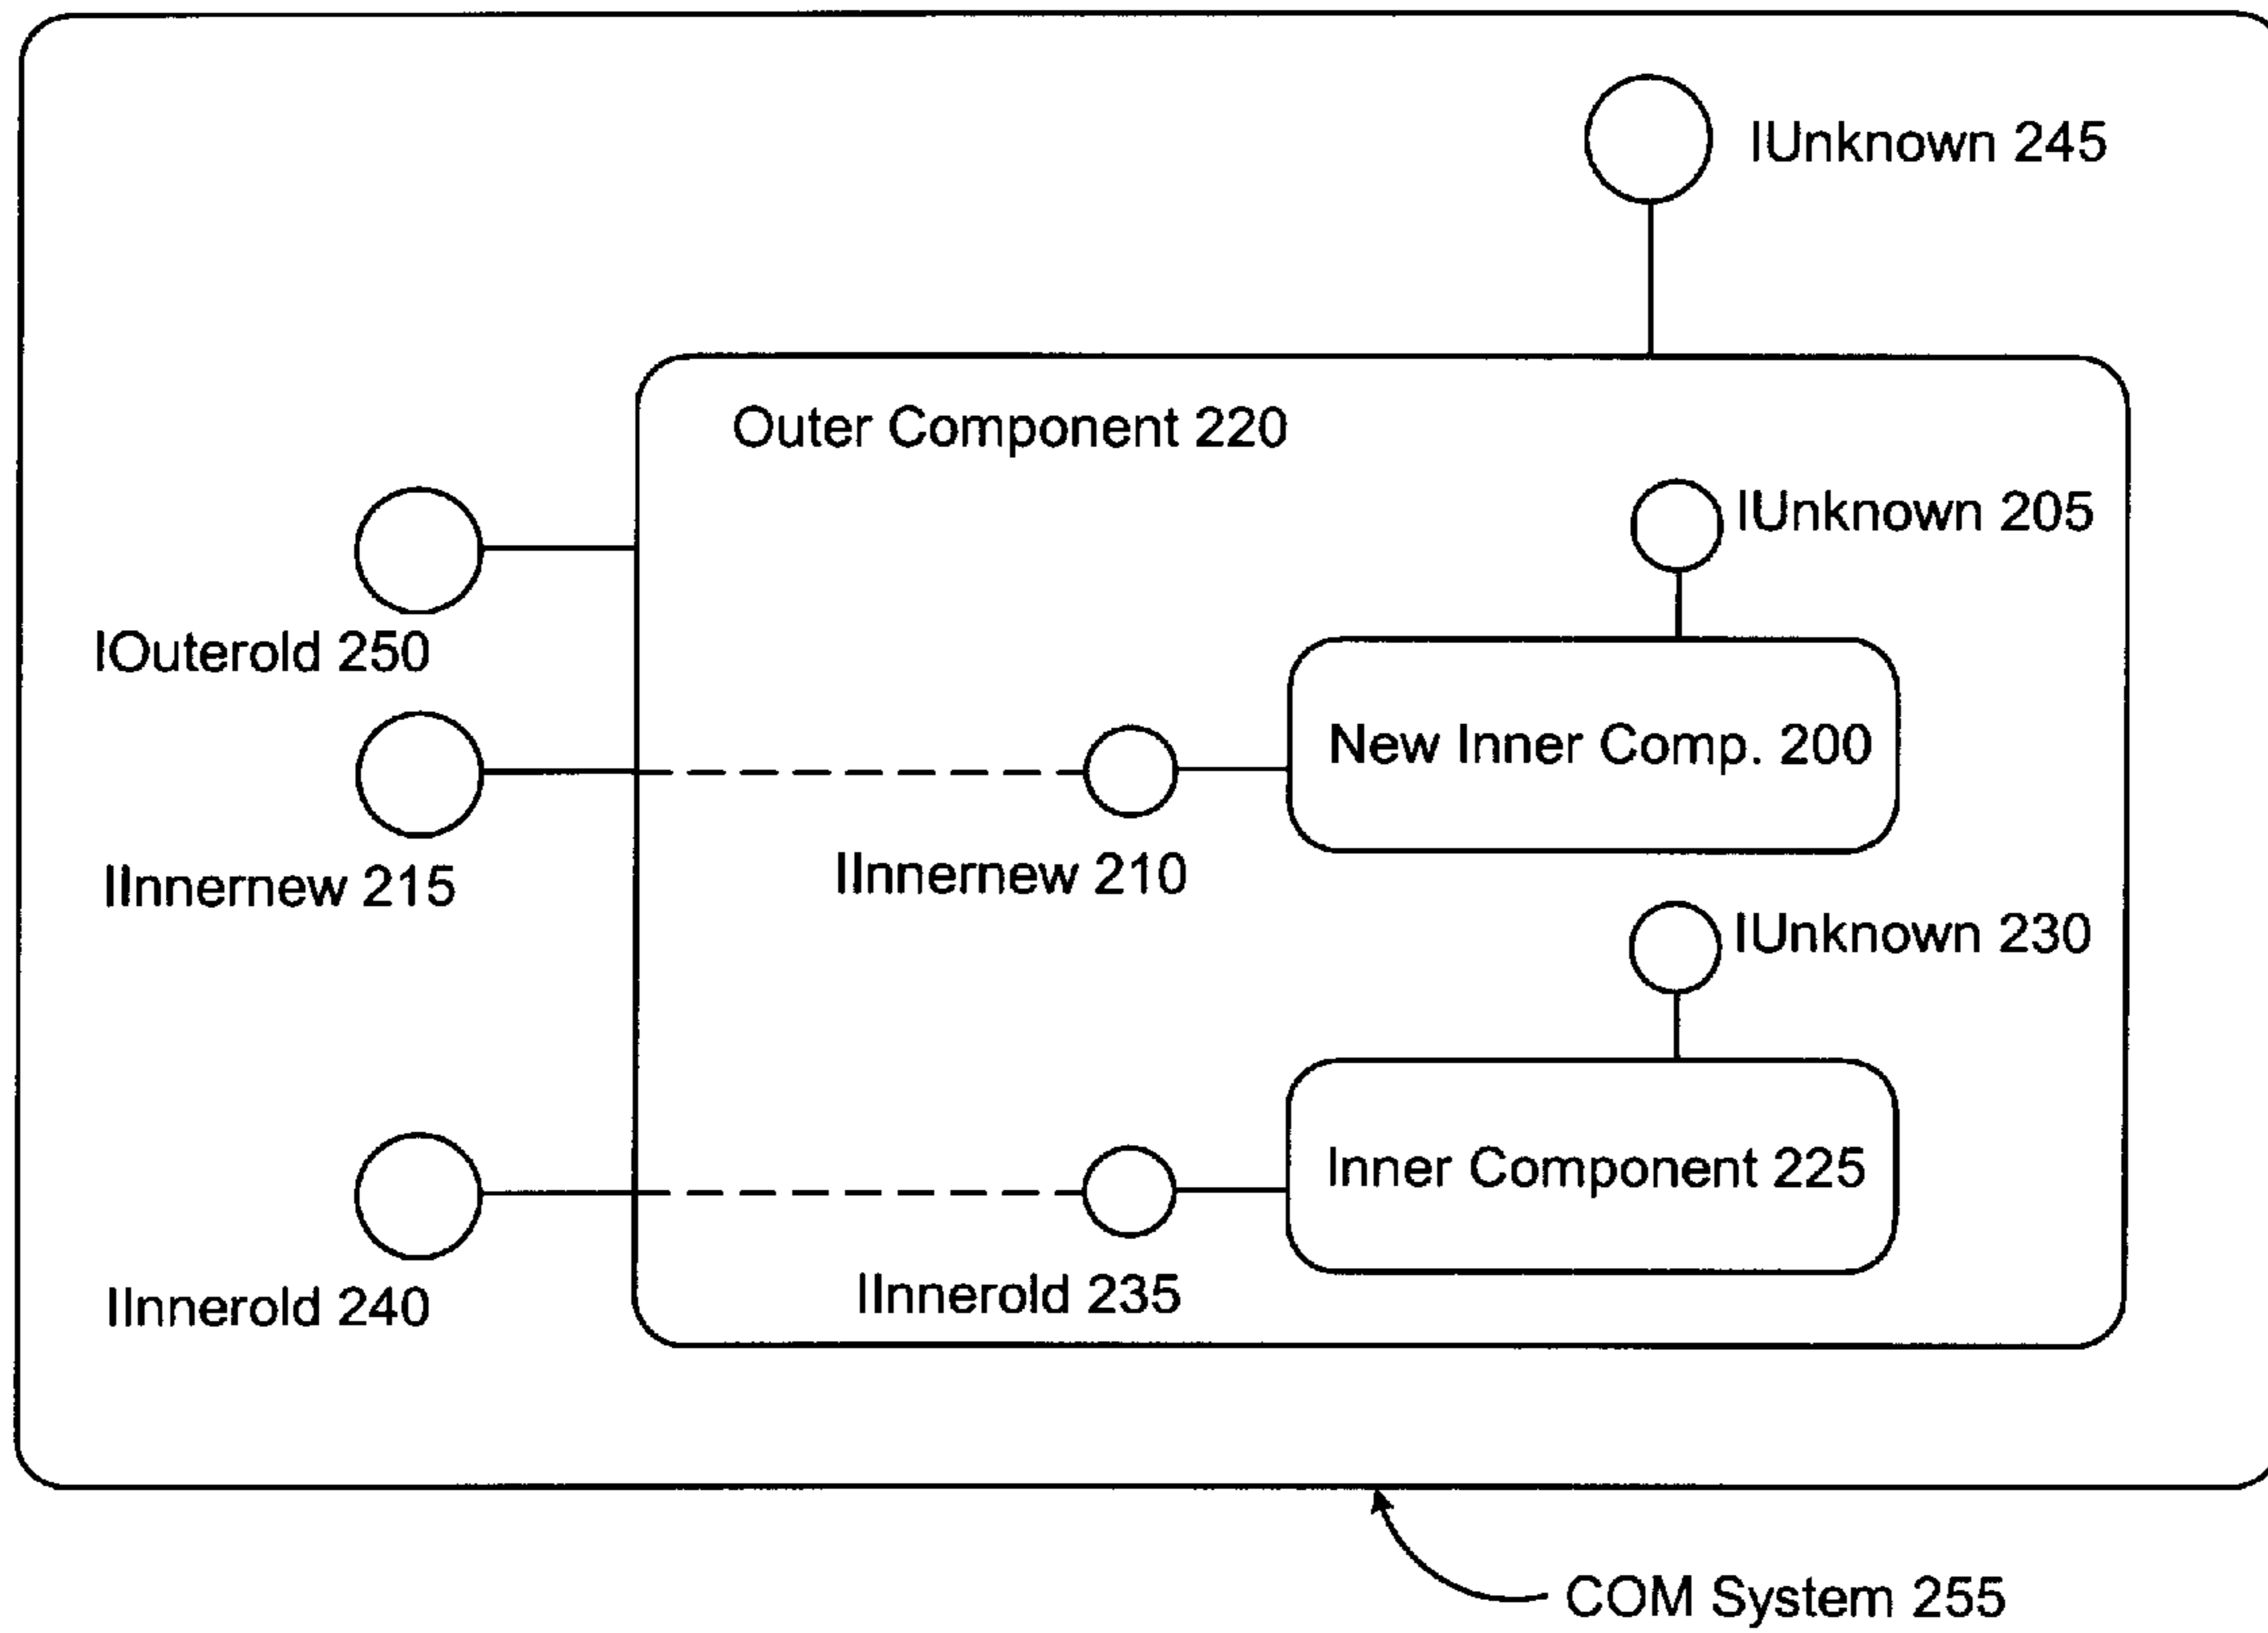 IUnknown 245
Outer Component 220
IUnknown 205
IOuterold 250
New Inner Comp. 200
IInnernew 215
IInnernew 210
IUnknown 230
Inner Component 225
IInnerold 240
IInnerold 235
COM System 255